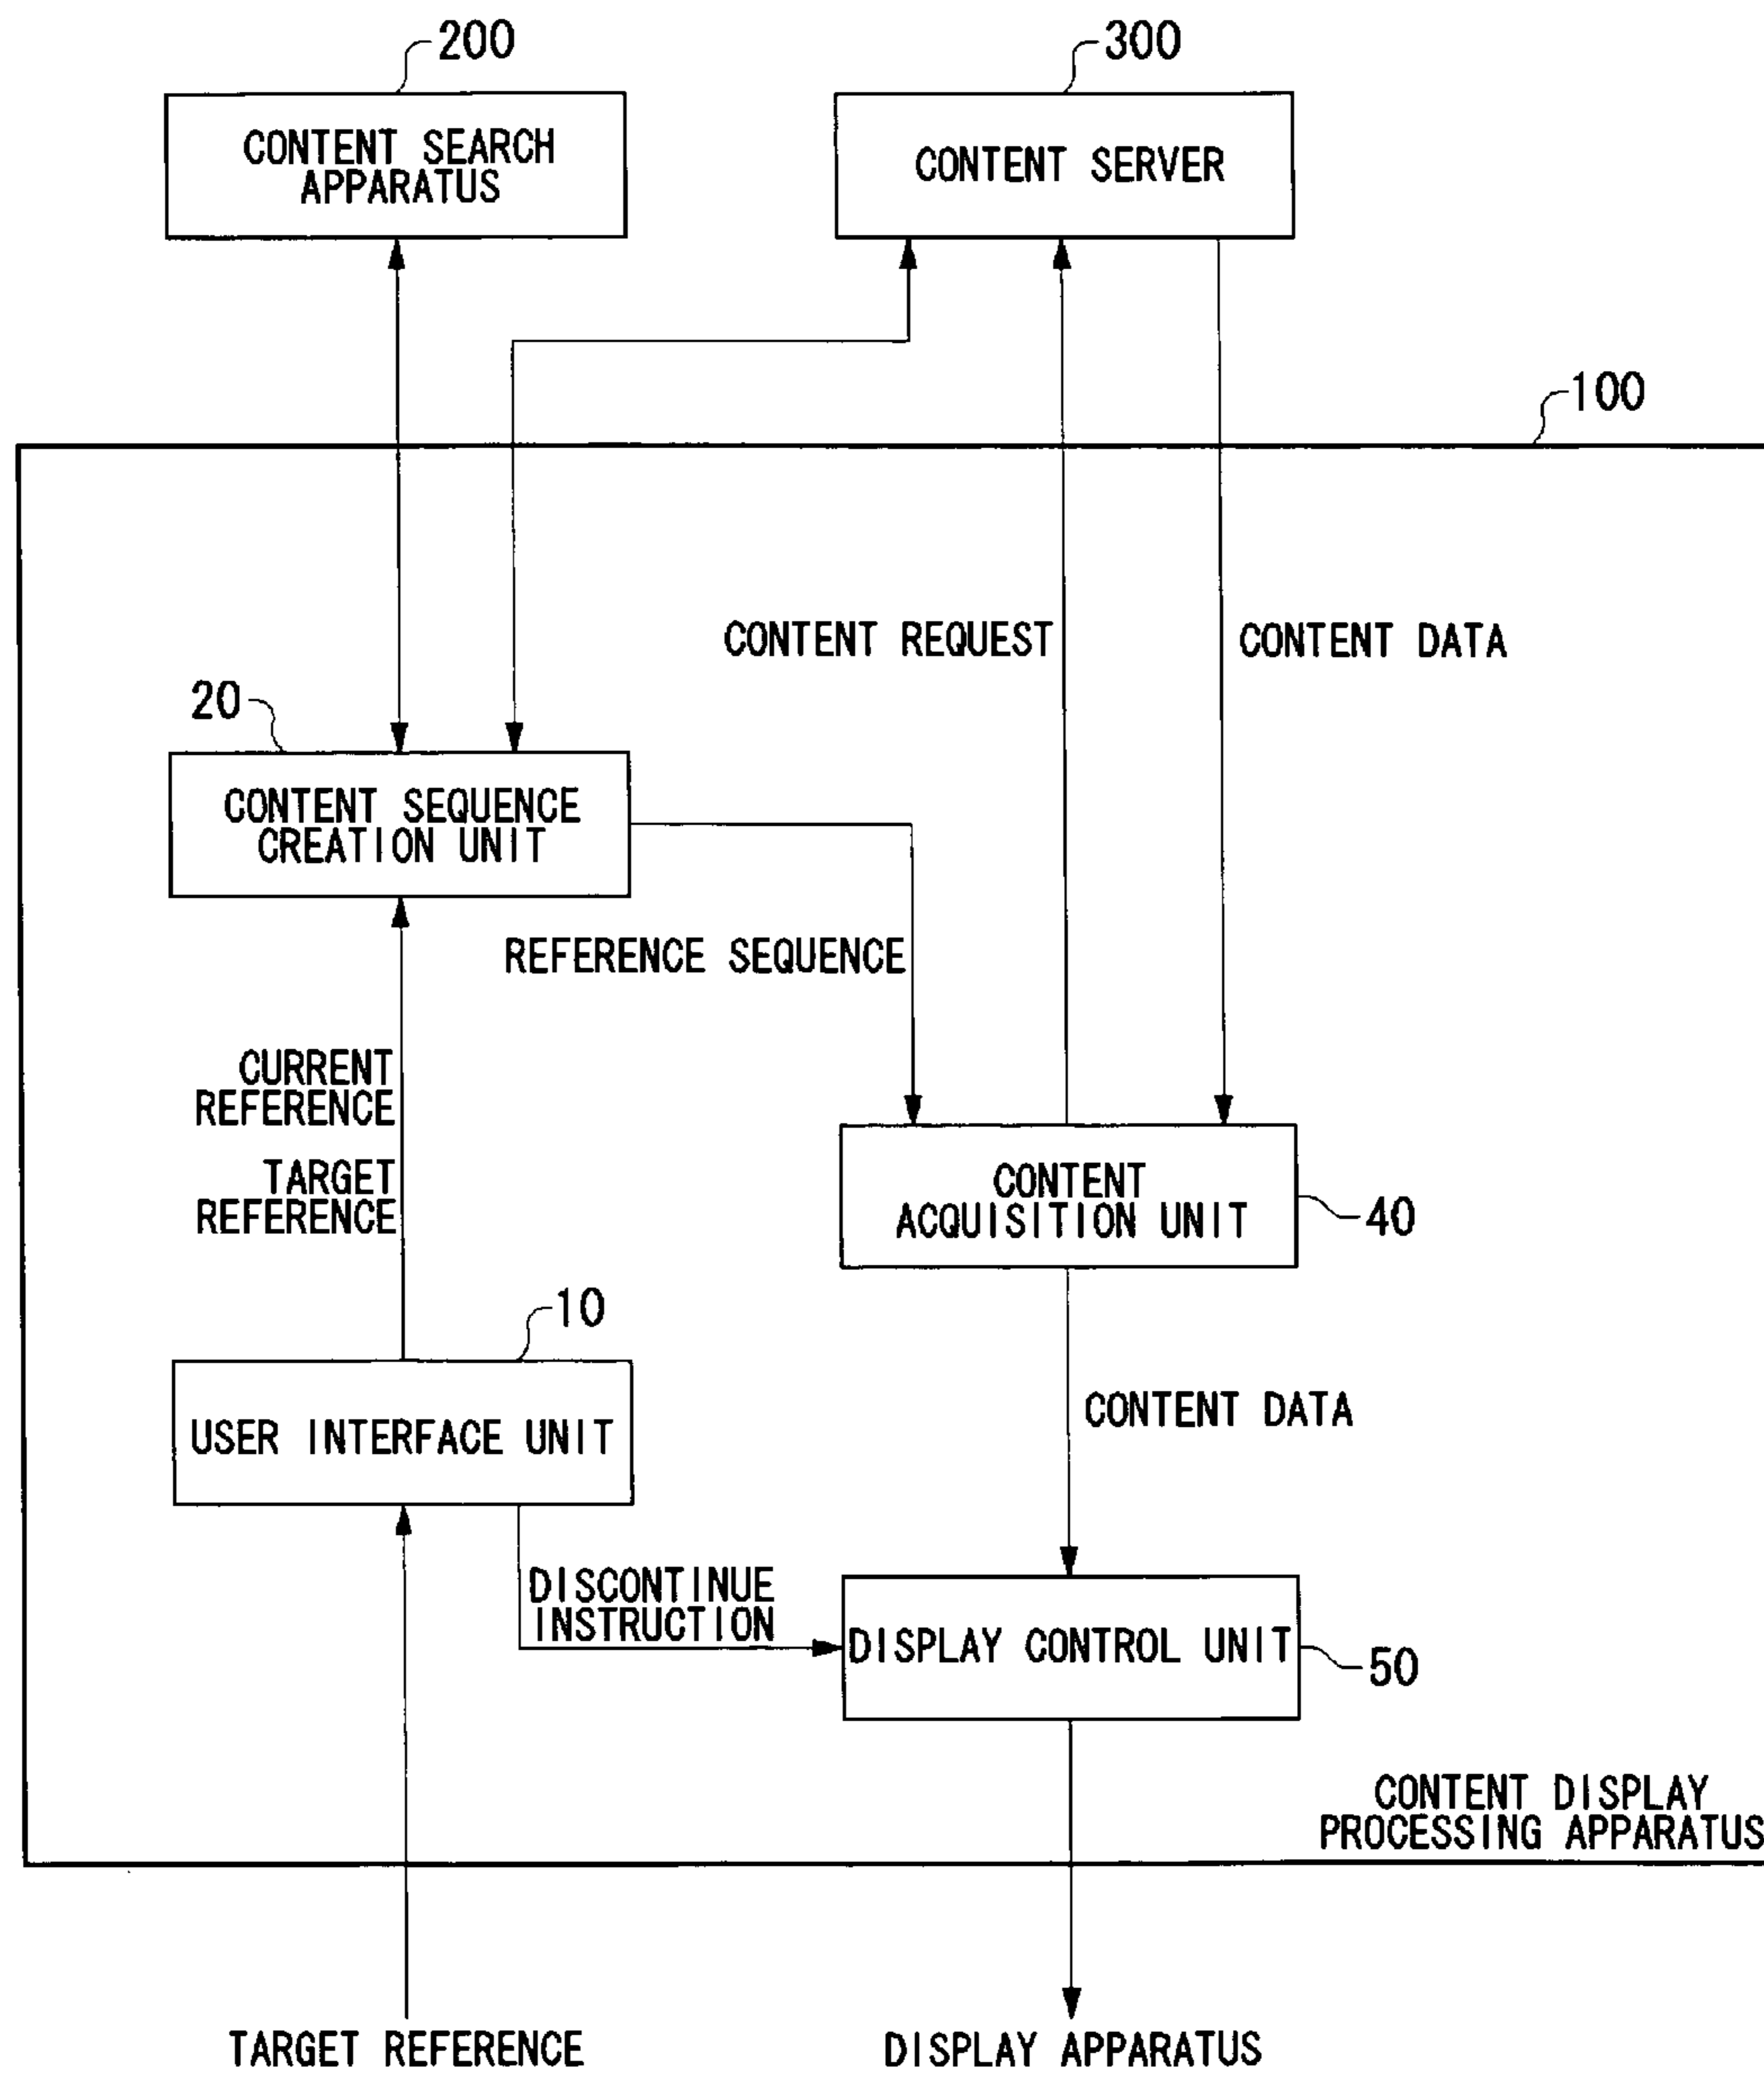 200
300
CONTENT SEARCH
APPARATUS
CONTENT SERVER
100
CONTENT REQUEST
CONTENT DATA
20
CONTENT SEQUENCE
CREATION UNIT
REFERENCE SEQUENCE
CURRENT
REFERENCE
TARGET
REFERENCE
CONTENT
ACQUISITION UNIT
40
10
USER INTERFACE UNIT
CONTENT DATA
DISCONTINUE
INSTRUCTION
DISPLAY CONTROL UNIT
50
CONTENT DISPLAY
PROCESSING APPARATUS
TARGET REFERENCE
DISPLAY APPARATUS